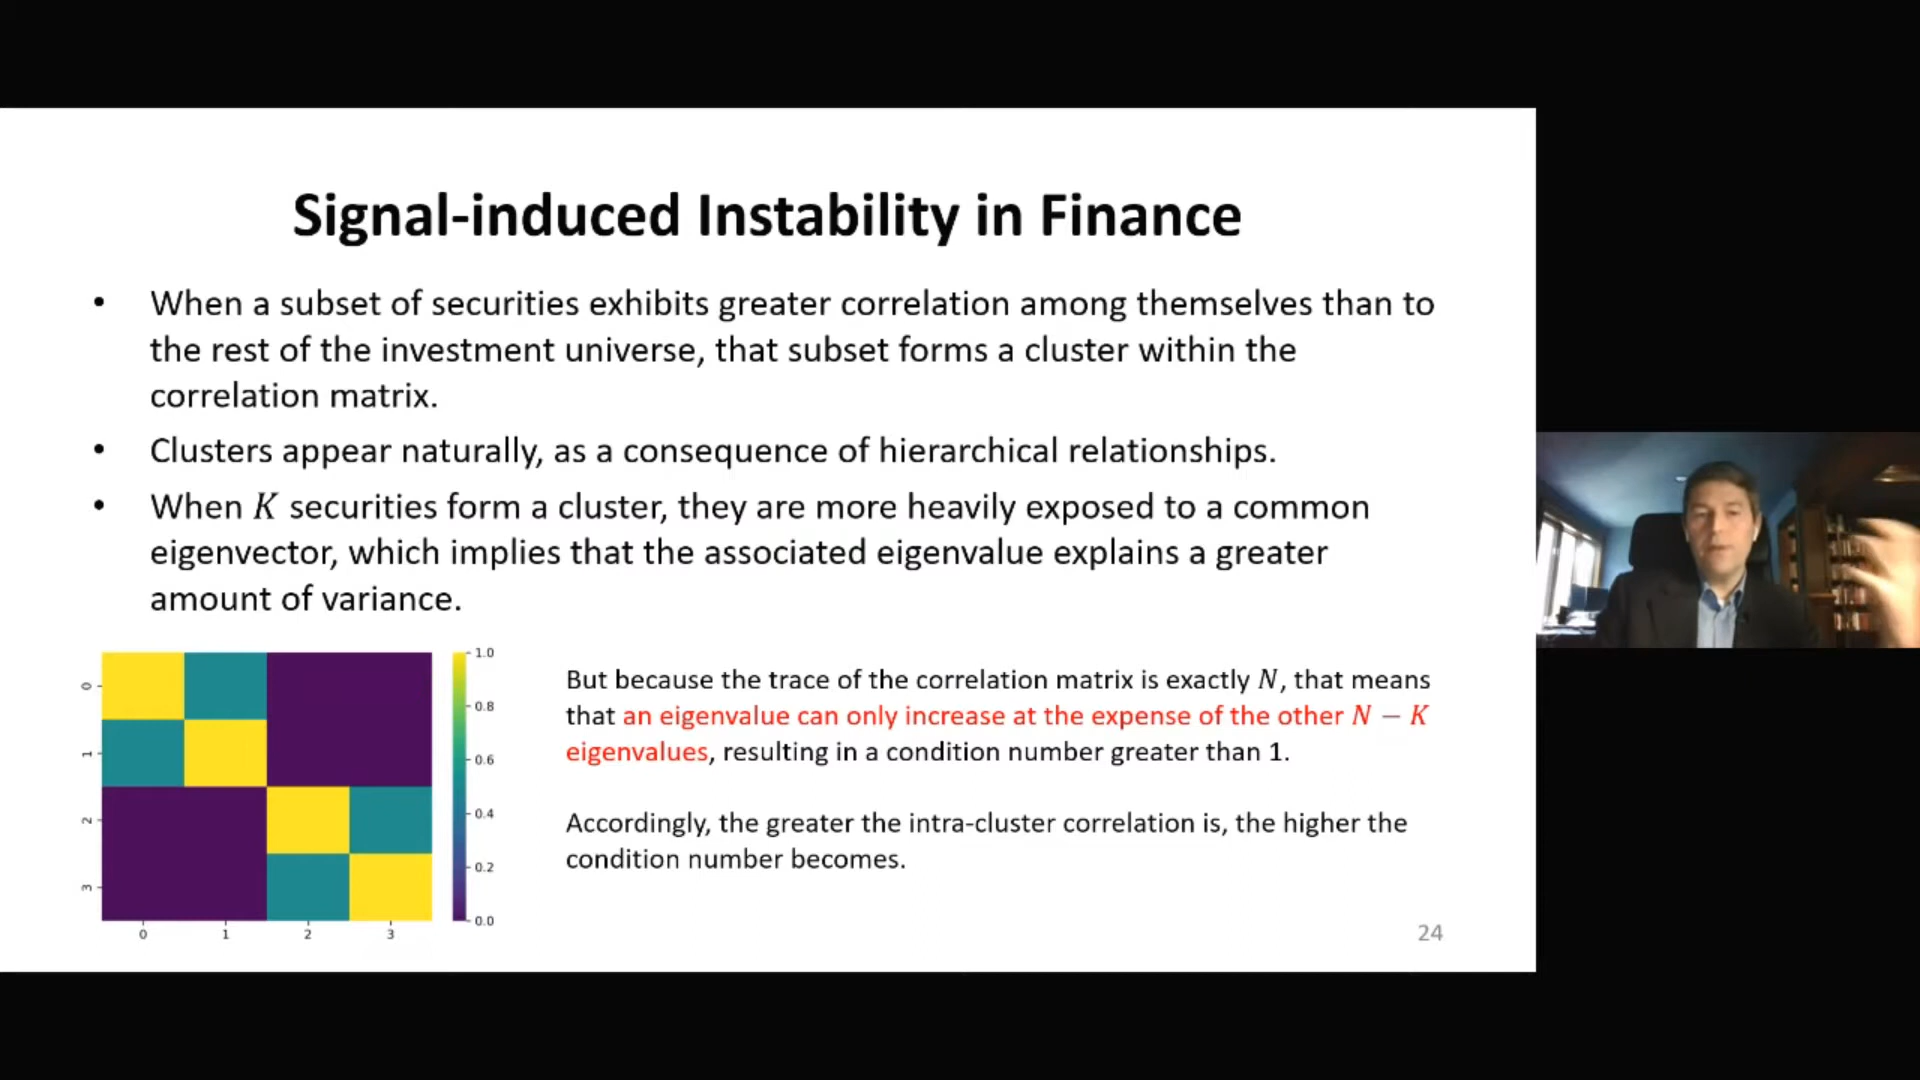 Signal-induced Instability in Finance
• When a subset of securities exhibits greater correlation among themselves than to
the rest of the investment universe, that subset forms a cluster within the
correlation matrix.
• Clusters appear naturally, as a consequence of hierarchical relationships.
• When K securities form a cluster, they are more heavily exposed to a common
eigenvector, which implies that the associated eigenvalue explains a greater
amount of variance.
But because the trace of the correlation matrix is exactly N, that means
that an eigenvalue can only increase at the expense of the other N − K
eigenvalues, resulting in a condition number greater than 1.
Accordingly, the greater the intra-cluster correlation is, the higher the
condition number becomes.
0
1
2
3
0 1 2 3
1.0
0.8
0.6
0.4
0.2
0.0
24